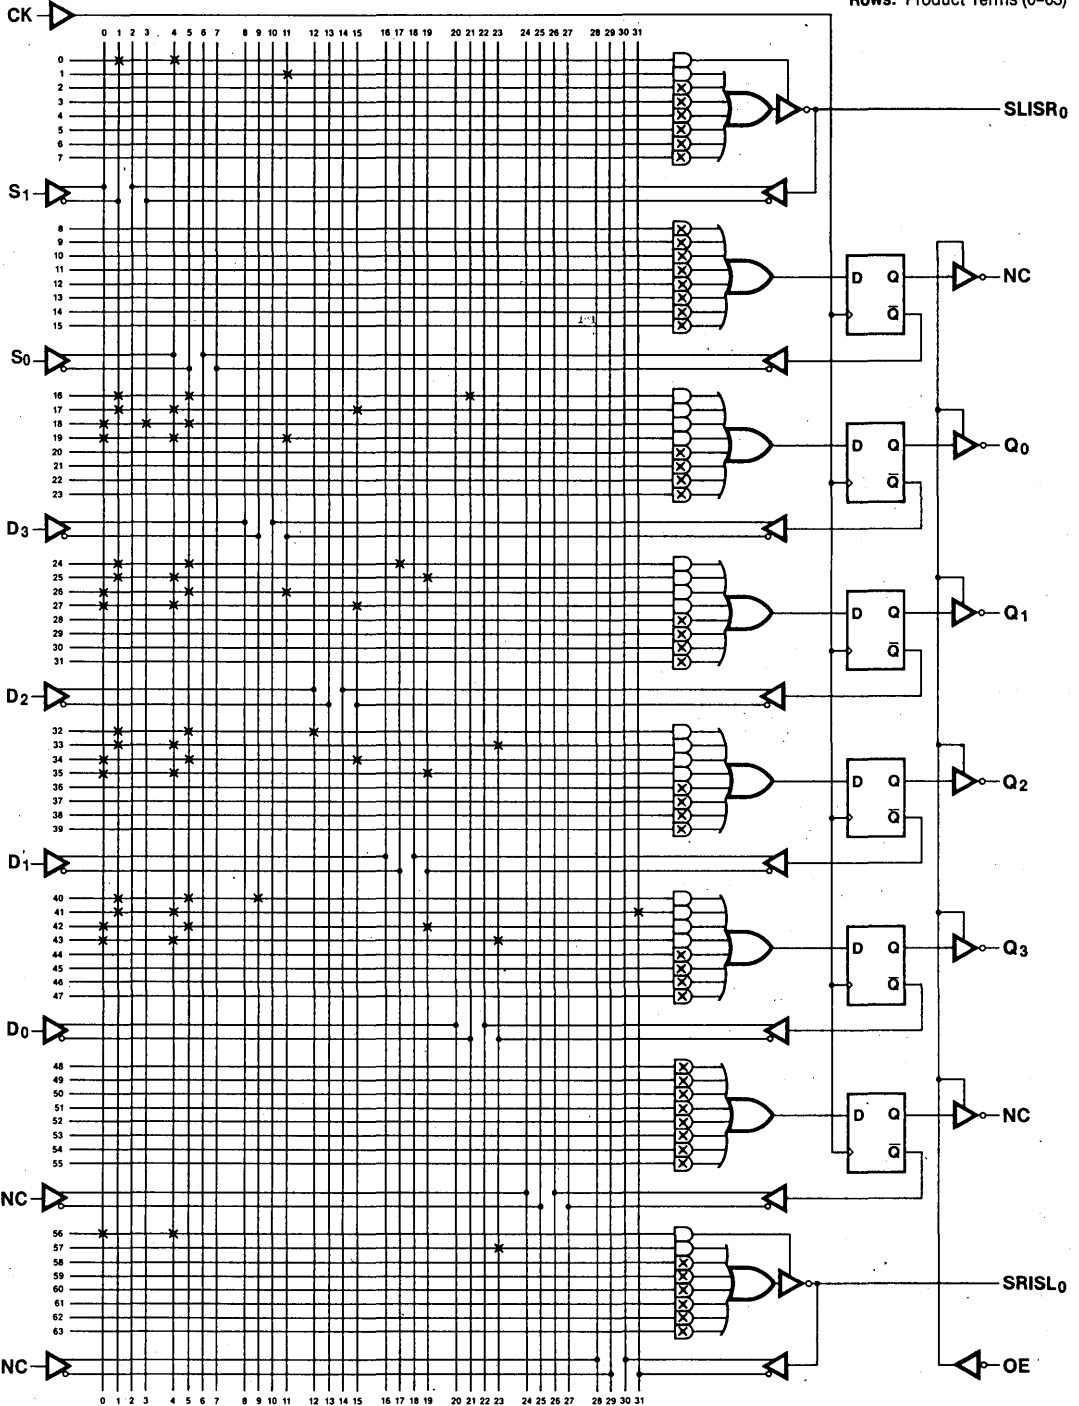 Rows: Product Terms (0–63)
CK
0 1 2 3 4 5 6 7 8 9 10 11 12 13 14 15 16 17 18 19 20 21 22 23 24 25 26 27 28 29 30 31
0
1
2
3
4
5
6
7
SLISR0
S1
8
9
10
11
12
13
14
15
D Q
Q̅
NC
S0
16
17
18
19
20
21
22
23
D Q
Q̅
Q0
D3
24
25
26
27
28
29
30
31
D Q
Q̅
Q1
D2
32
33
34
35
36
37
38
39
D Q
Q̅
Q2
D1
40
41
42
43
44
45
46
47
D Q
Q̅
Q3
D0
48
49
50
51
52
53
54
55
D Q
Q̅
NC
NC
56
57
58
59
60
61
62
63
SRISL0
NC
OE
0 1 2 3 4 5 6 7 8 9 10 11 12 13 14 15 16 17 18 19 20 21 22 23 24 25 26 27 28 29 30 31